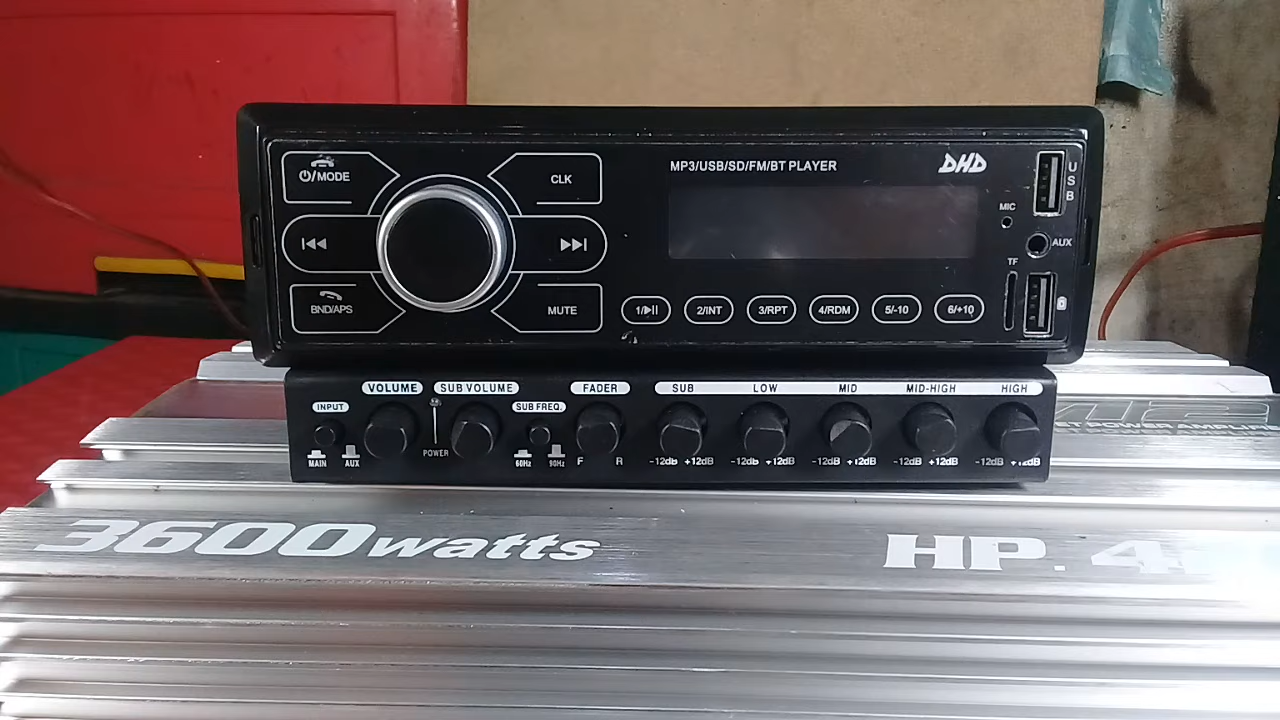 MP3/USB/SD/FM/BT PLAYER
DHD
⏻/MODE
CLK
USB
MIC
AUX
TF
BND/APS
MUTE
1/▶||
2/INT
3/RPT
4/RDM
5/-10
6/+10
VOLUME
SUB VOLUME
FADER
SUB
LOW
MID
MID-HIGH
HIGH
INPUT
SUB FREQ.
POWER
MAIN
AUX
60Hz
90Hz
F
R
-12dB +12dB
-12dB +12dB
-12dB +12dB
-12dB +12dB
-12dB +12dB
POWER
3600watts
HP. 4